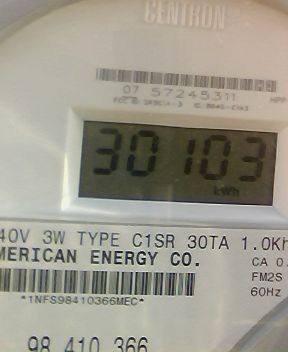 CENTRON
07 57245311
30103
kWh
40V 3W TYPE C1SR 30TA 1.0Kh
MERICAN ENERGY CO.
CA 0.
FM2S
60Hz
*1NFS98410366MEC*
98 410 366